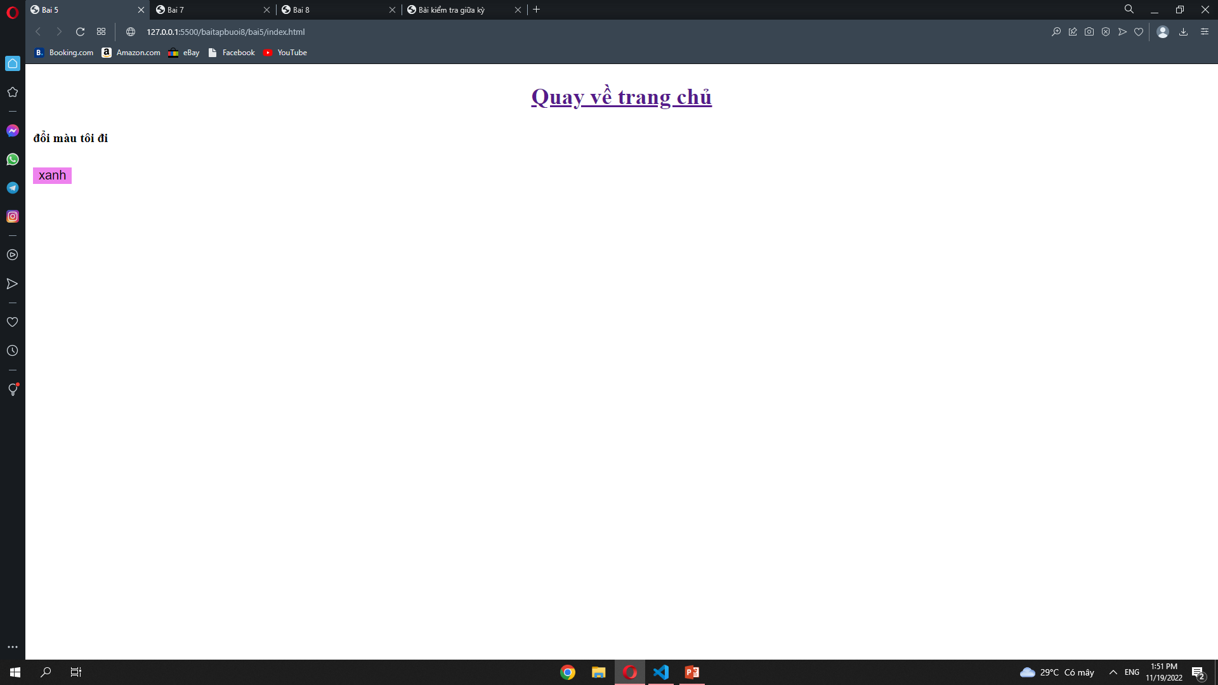 Bai 5
Bai 7
Bai 8
Bài kiểm tra giữa kỳ
127.0.0.1:5500/baitapbuoi8/bai5/index.html
B. Booking.com
a Amazon.com
eBay
Facebook
YouTube
Quay về trang chủ
đổi màu tôi đi
xanh
29°C Có mây
ENG
1:51 PM
11/19/2022
2